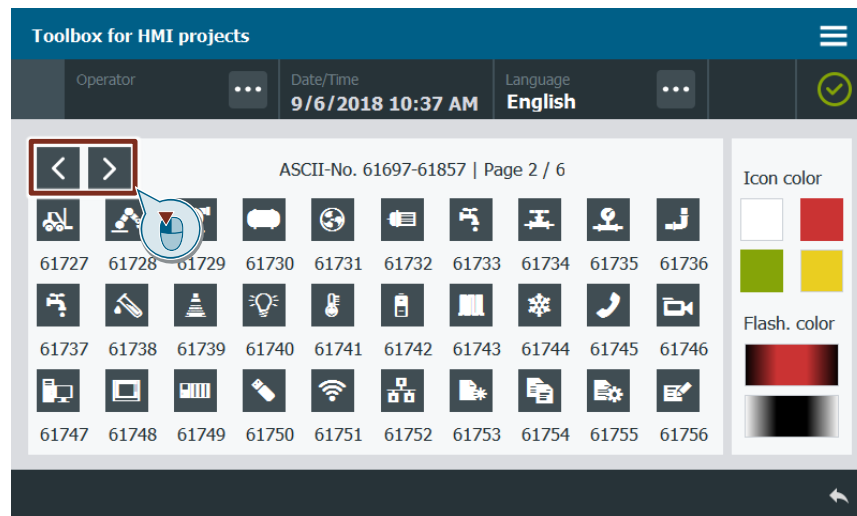 Toolbox for HMI projects
Operator
Date/Time
Language
9/6/2018 10:37 AM
English
ASCII-No. 61697-61857 | Page 2 / 6
Icon color
61727 61728 61729 61730 61731 61732 61733 61734 61735 61736
61737 61738 61739 61740 61741 61742 61743 61744 61745 61746
Flash. color
61747 61748 61749 61750 61751 61752 61753 61754 61755 61756